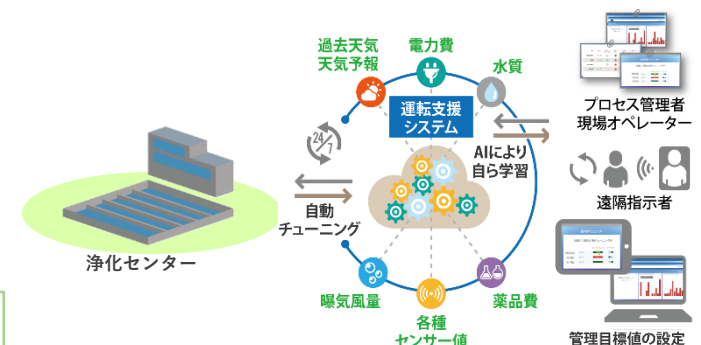 過去天気
天気予報
電力費
水質
運転支援
システム
24
7
AIにより
自ら学習
自動
チューニング
浄化センター
曝気風量
各種
センサー値
薬品費
プロセス管理者
現場オペレーター
遠隔指示者
管理目標値の設定